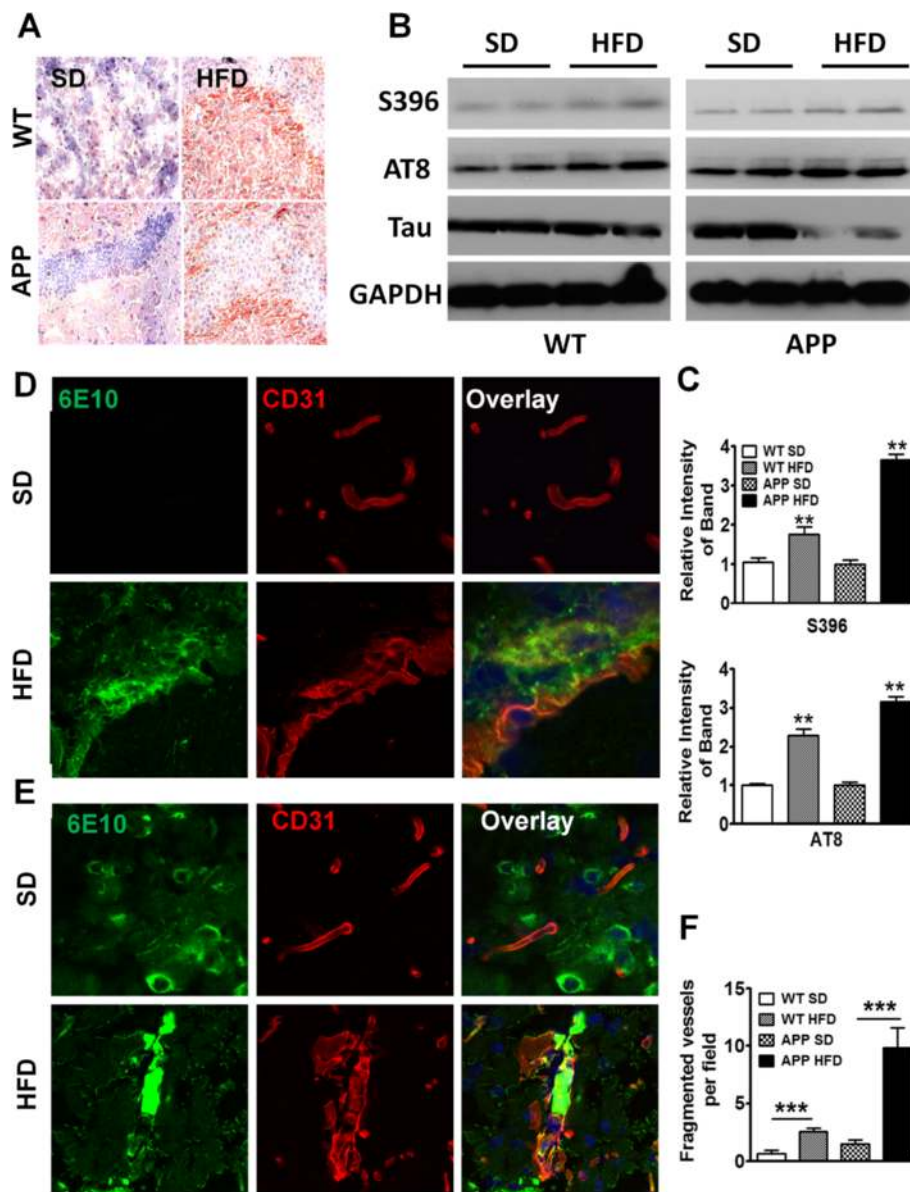 A
SD HFD
WT
APP
B
SD HFD SD HFD
S396
AT8
Tau
GAPDH
WT APP
D
6E10 CD31 Overlay
SD
HFD
E
6E10 CD31 Overlay
SD
HFD
C
Relative Intensity
of Band
4
3
2
1
0
WT SD
WT HFD
APP SD
APP HFD
**
**
S396
Relative Intensity
of Band
4
3
2
1
0
**
**
AT8
F
Fragmented vessels
per field
15
10
5
0
WT SD
WT HFD
APP SD
APP HFD
***
***